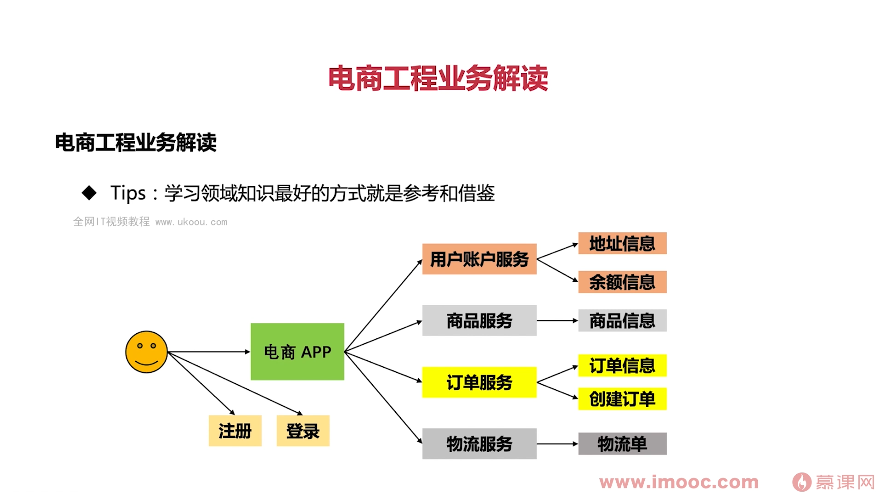 电商工程业务解读
电商工程业务解读
◆ Tips：学习领域知识最好的方式就是参考和借鉴
全网IT视频教程 www.ukoou.com
地址信息
用户账户服务
余额信息
商品服务
商品信息
电商 APP
订单信息
订单服务
创建订单
注册
登录
物流服务
物流单
www.imooc.com
慕课网